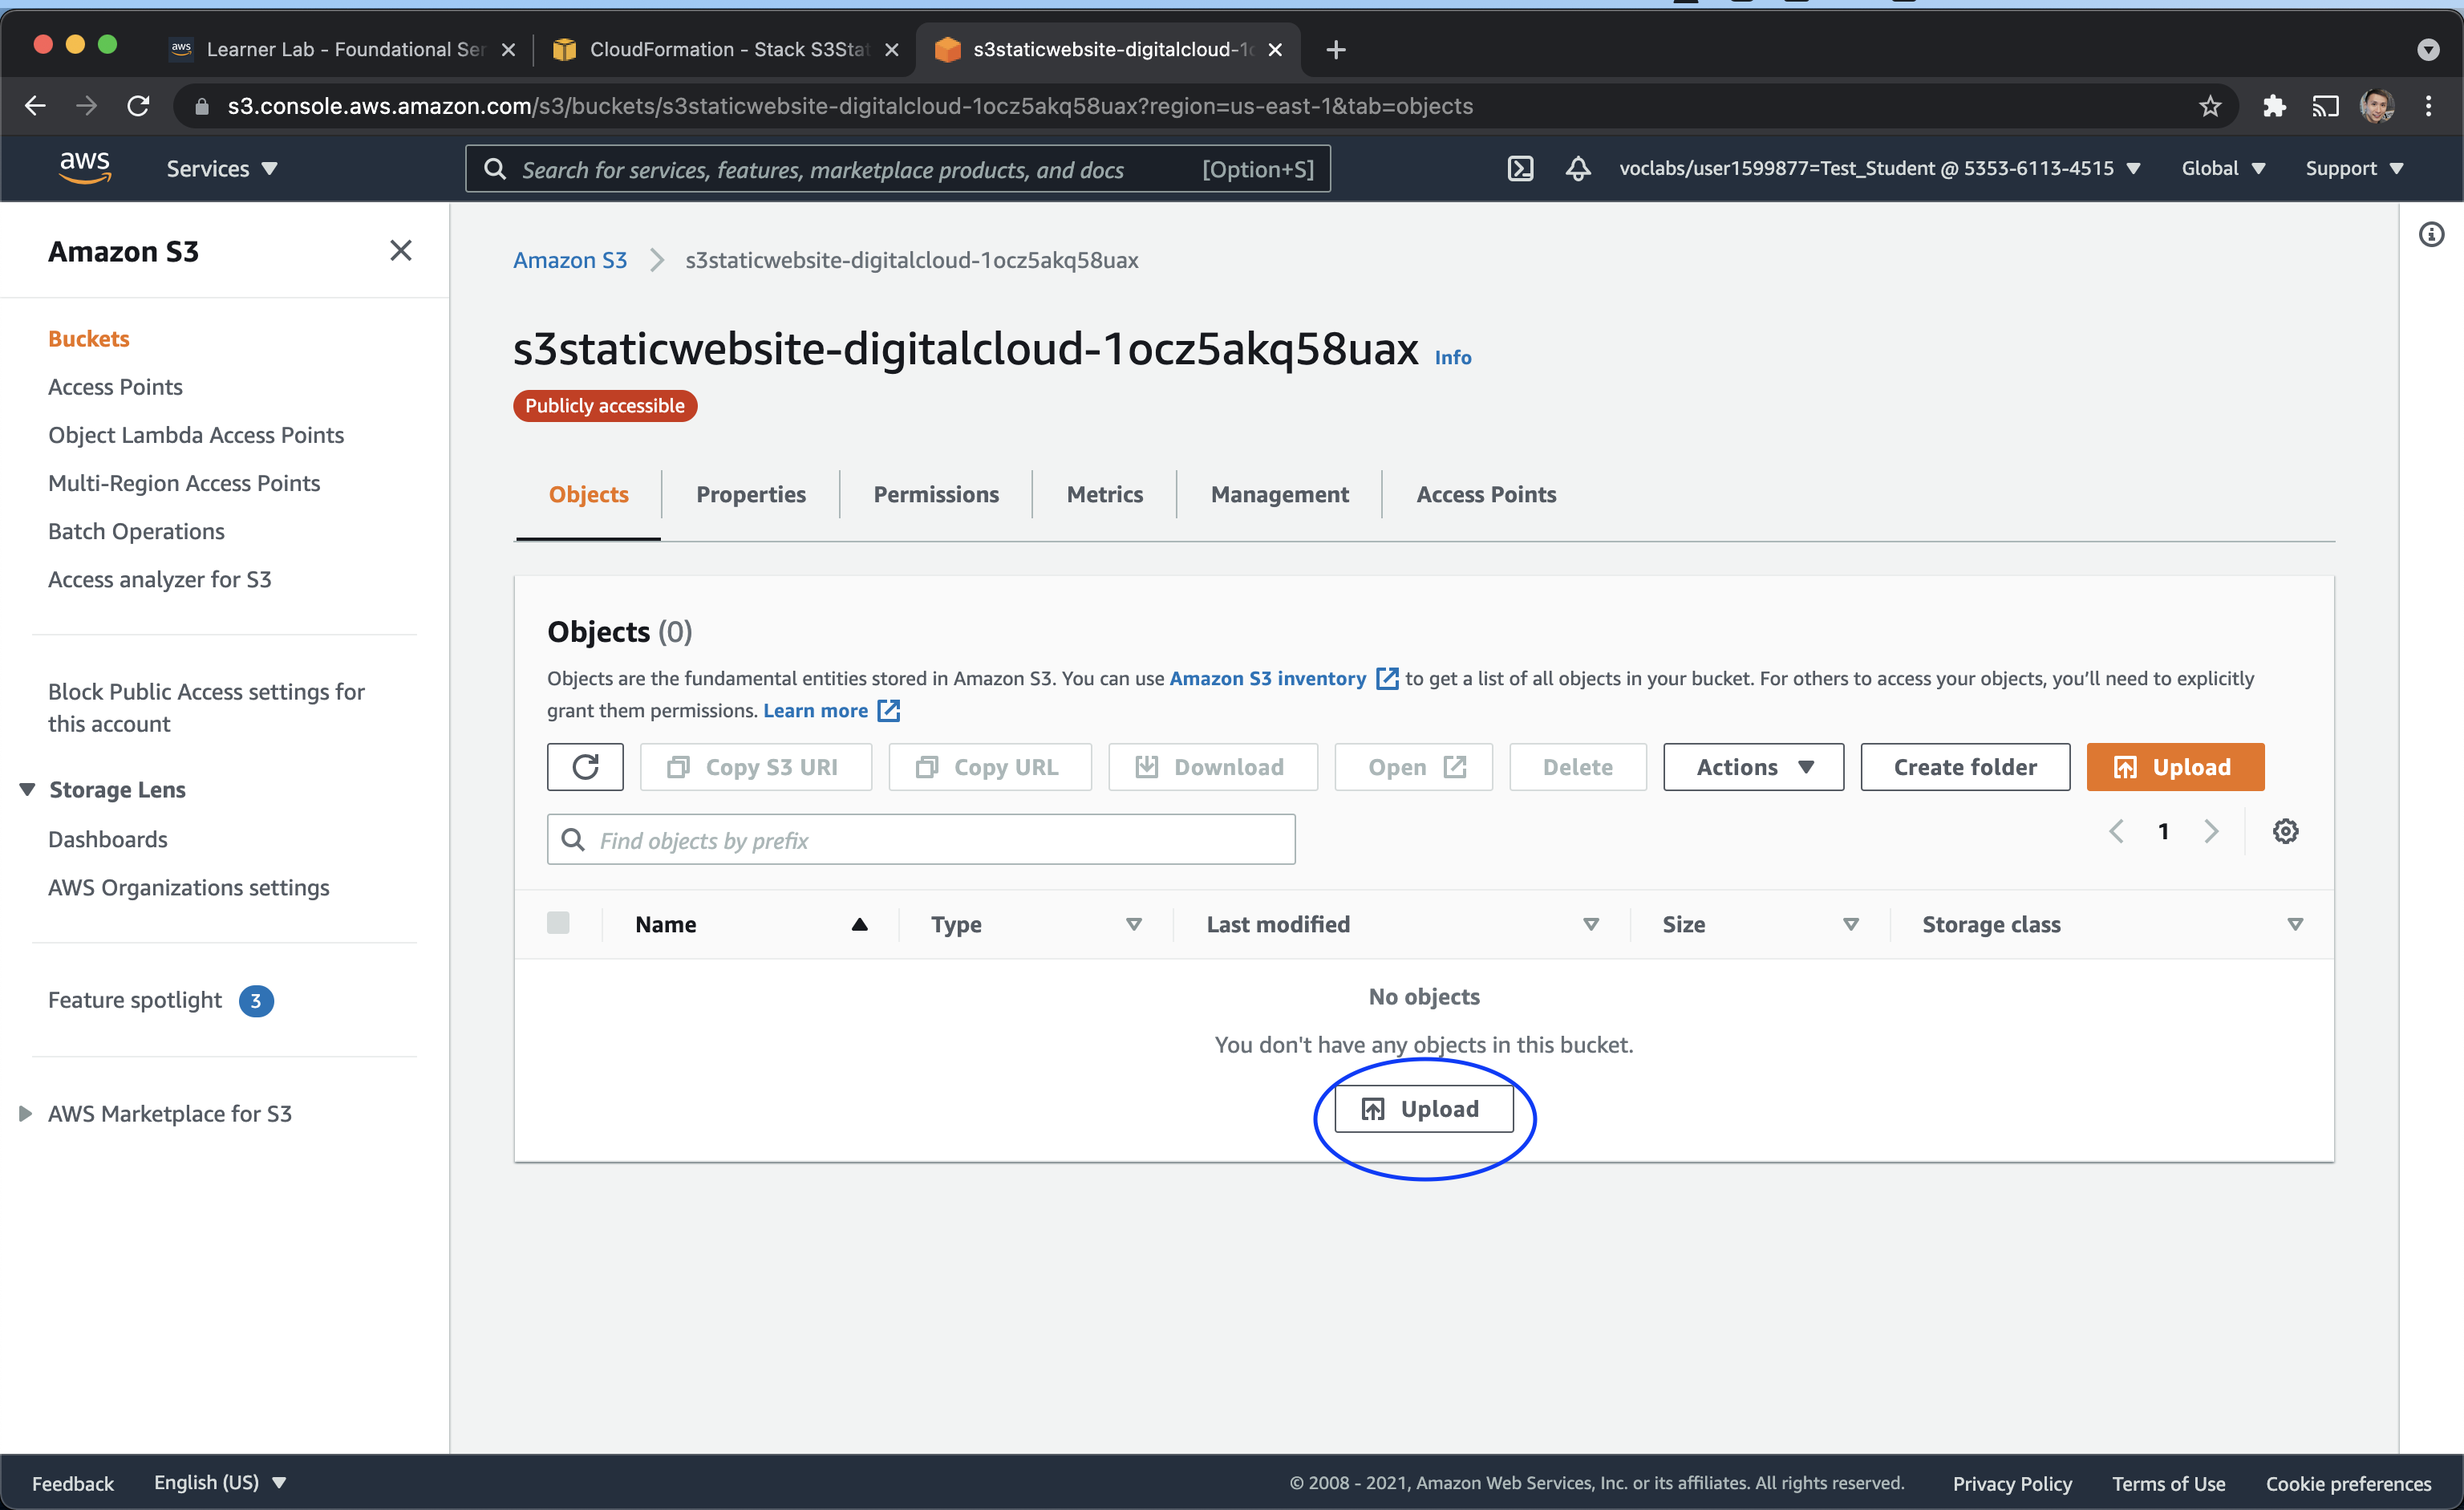 aws Learner Lab - Foundational Ser
CloudFormation - Stack S3Stat
s3staticwebsite-digitalcloud-1o
s3.console.aws.amazon.com/s3/buckets/s3staticwebsite-digitalcloud-1ocz5akq58uax?region=us-east-1&tab=objects
aws
Services
Search for services, features, marketplace products, and docs [Option+S]
voclabs/user1599877=Test_Student @ 5353-6113-4515
Global
Support
Amazon S3
Buckets
Access Points
Object Lambda Access Points
Multi-Region Access Points
Batch Operations
Access analyzer for S3
Block Public Access settings for
this account
Storage Lens
Dashboards
AWS Organizations settings
Feature spotlight 3
AWS Marketplace for S3
Amazon S3 s3staticwebsite-digitalcloud-1ocz5akq58uax
s3staticwebsite-digitalcloud-1ocz5akq58uax Info
Publicly accessible
Objects Properties Permissions Metrics Management Access Points
Objects (0)
Objects are the fundamental entities stored in Amazon S3. You can use Amazon S3 inventory to get a list of all objects in your bucket. For others to access your objects, you’ll need to explicitly
grant them permissions. Learn more
Copy S3 URI Copy URL Download Open Delete Actions Create folder Upload
Find objects by prefix
1
Name Type Last modified Size Storage class
No objects
You don't have any objects in this bucket.
Upload
Feedback English (US) © 2008 - 2021, Amazon Web Services, Inc. or its affiliates. All rights reserved. Privacy Policy Terms of Use Cookie preferences